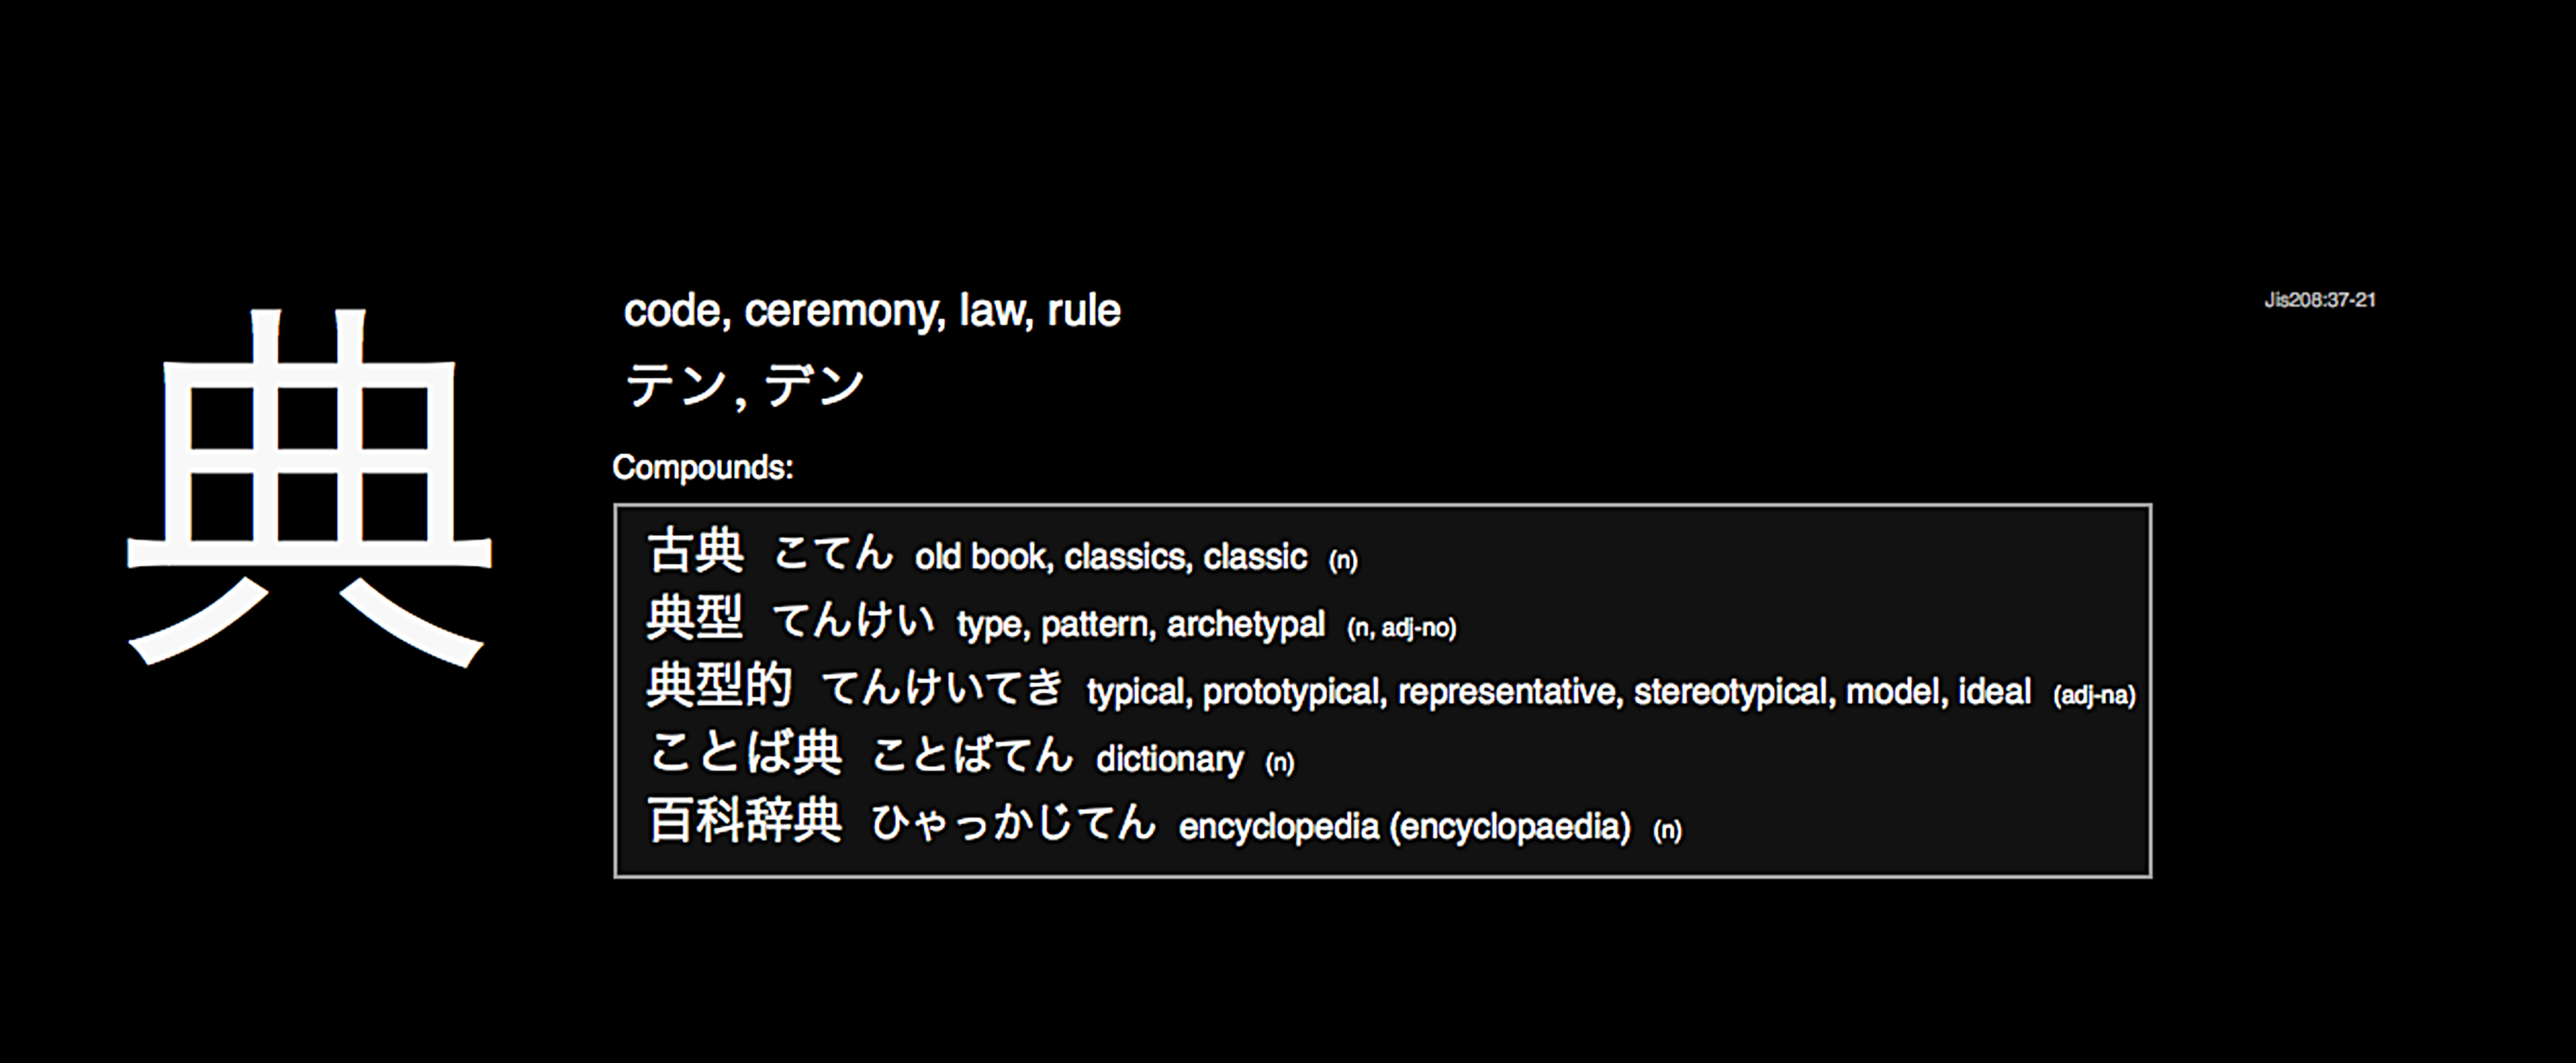 典
code, ceremony, law, rule
Jis208:37-21
テン, デン
Compounds:
古典 こてん old book, classics, classic (n)
典型 てんけい type, pattern, archetypal (n, adj-no)
典型的 てんけいてき typical, prototypical, representative, stereotypical, model, ideal (adj-na)
ことば典 ことばてん dictionary (n)
百科辞典 ひゃっかじてん encyclopedia (encyclopaedia) (n)